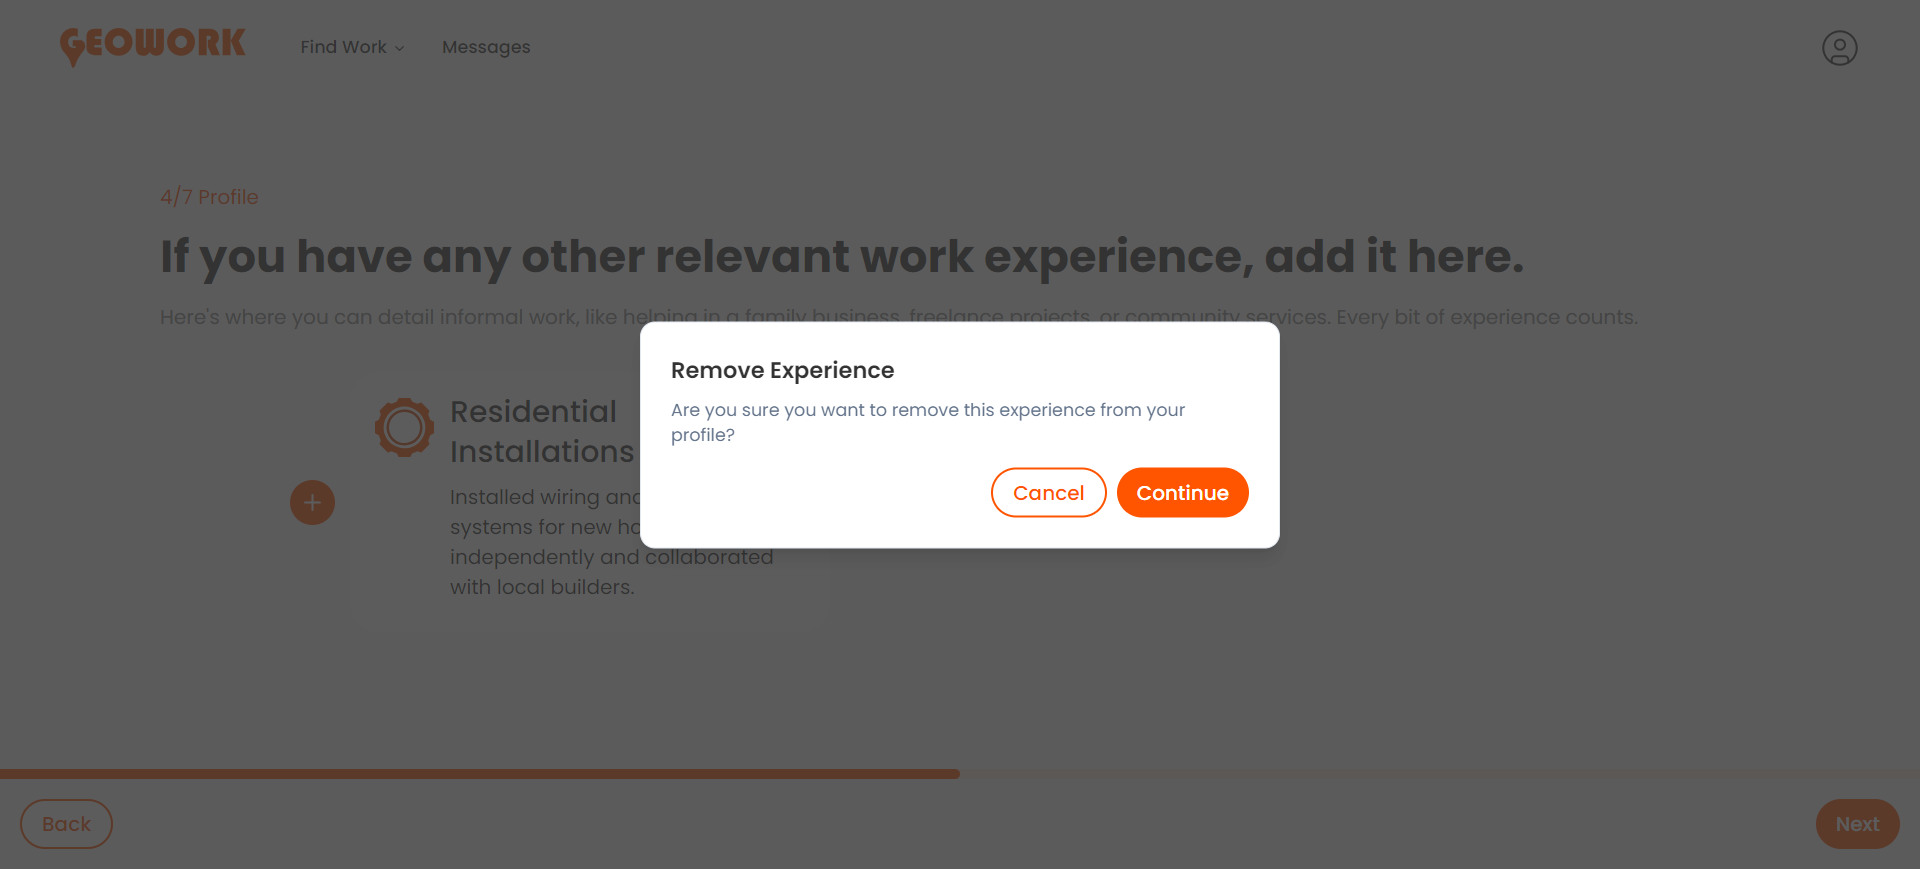 GEOWORK
Find Work
Messages
4/7 Profile
If you have any other relevant work experience, add it here.
Here's where you can detail informal work, like helping in a family business, freelance projects, or community services. Every bit of experience counts.
Residential
Installations
Installed wiring and
systems for new
independently and collaborated
with local builders.
Remove Experience
Are you sure you want to remove this experience from your
profile?
Cancel
Continue
Back
Next